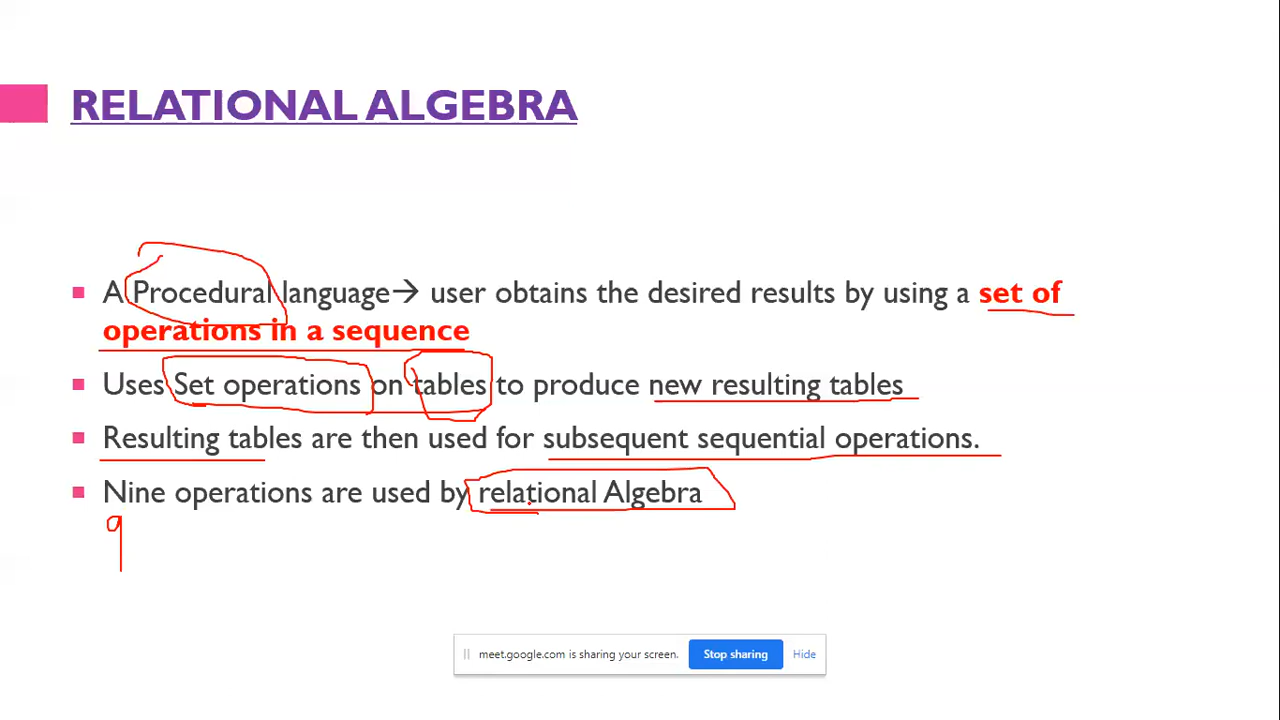 RELATIONAL ALGEBRA
A Procedural language→ user obtains the desired results by using a set of
operations in a sequence
Uses Set operations on tables to produce new resulting tables
Resulting tables are then used for subsequent sequential operations.
Nine operations are used by relational Algebra
9
meet.google.com is sharing your screen.
Stop sharing
Hide